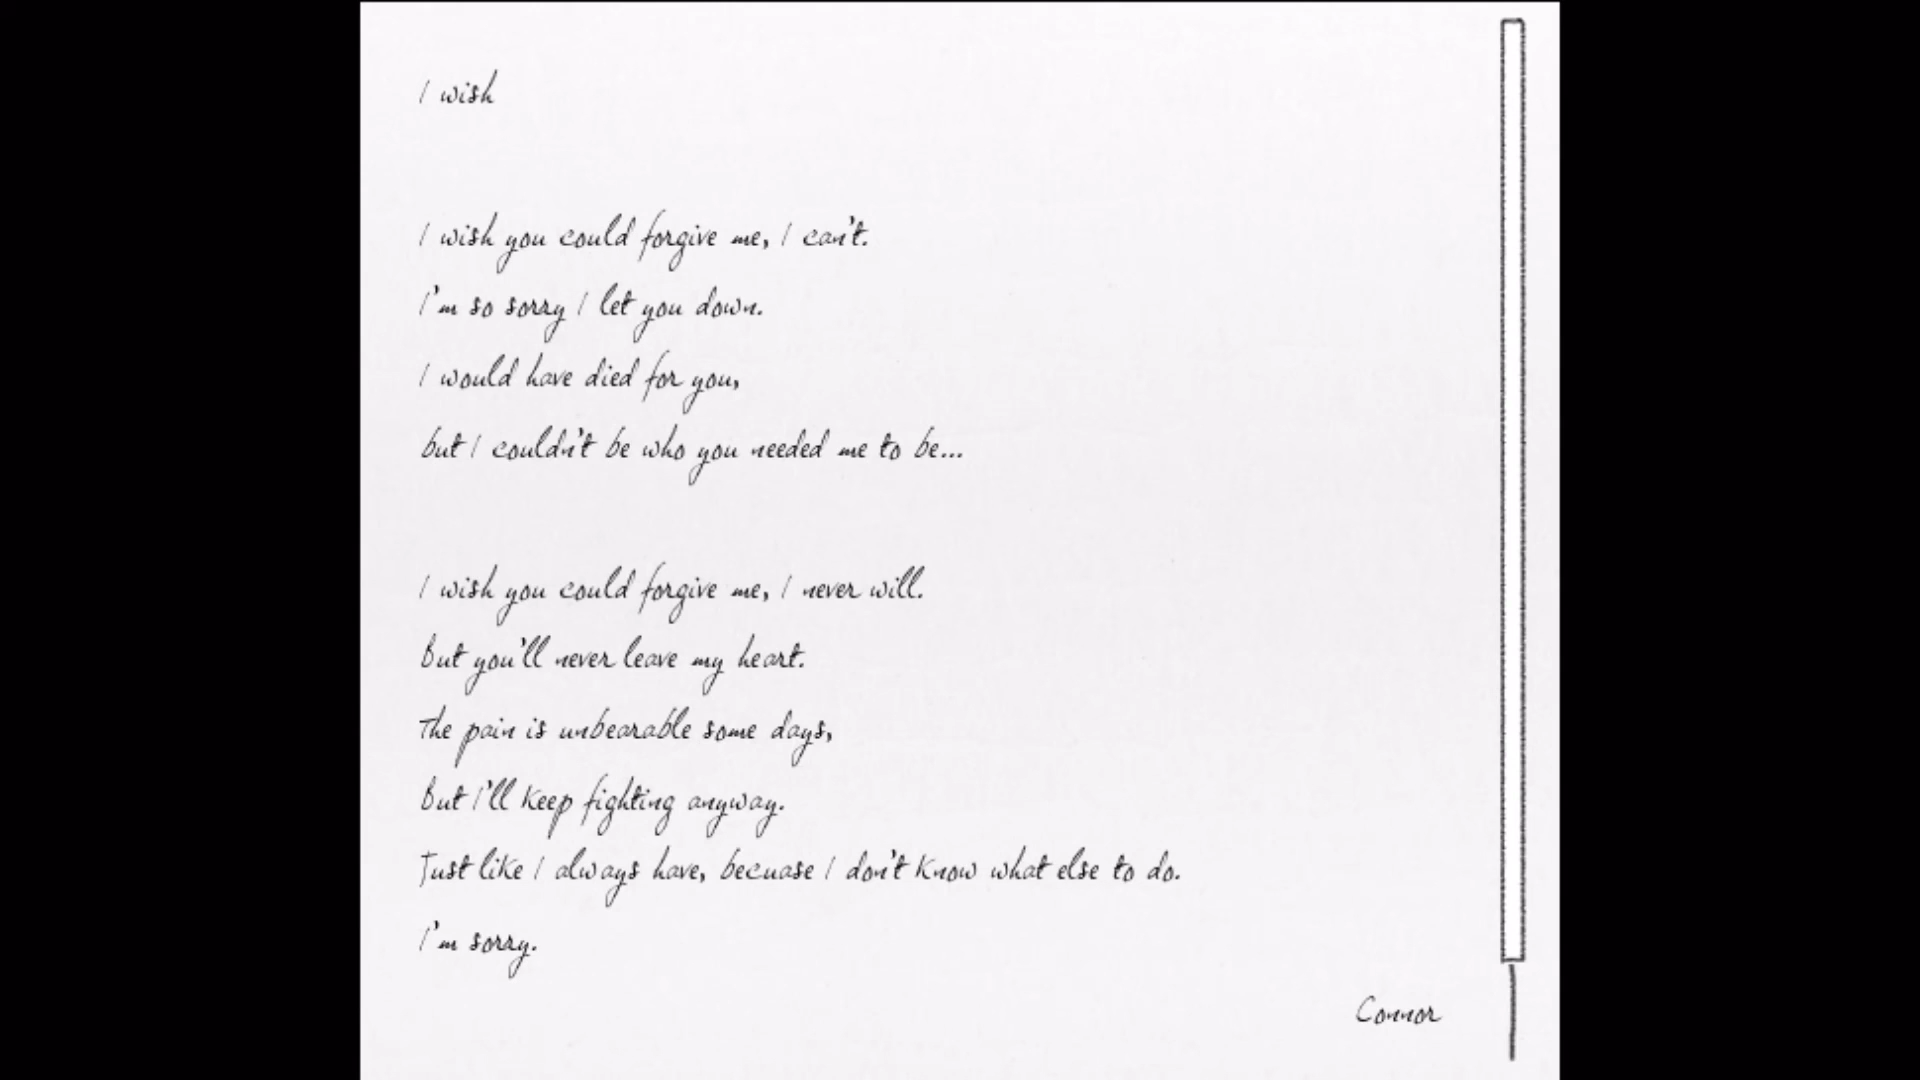 I wish
I wish you could forgive me, I can't.
I'm so sorry I let you down.
I would have died for you,
but I couldn't be who you needed me to be...
I wish you could forgive me, I never will.
But you'll never leave my heart.
The pain is unbearable some days,
But I'll keep fighting anyway.
Just like I always have, becuase I don't know what else to do.
I'm sorry.
Connor